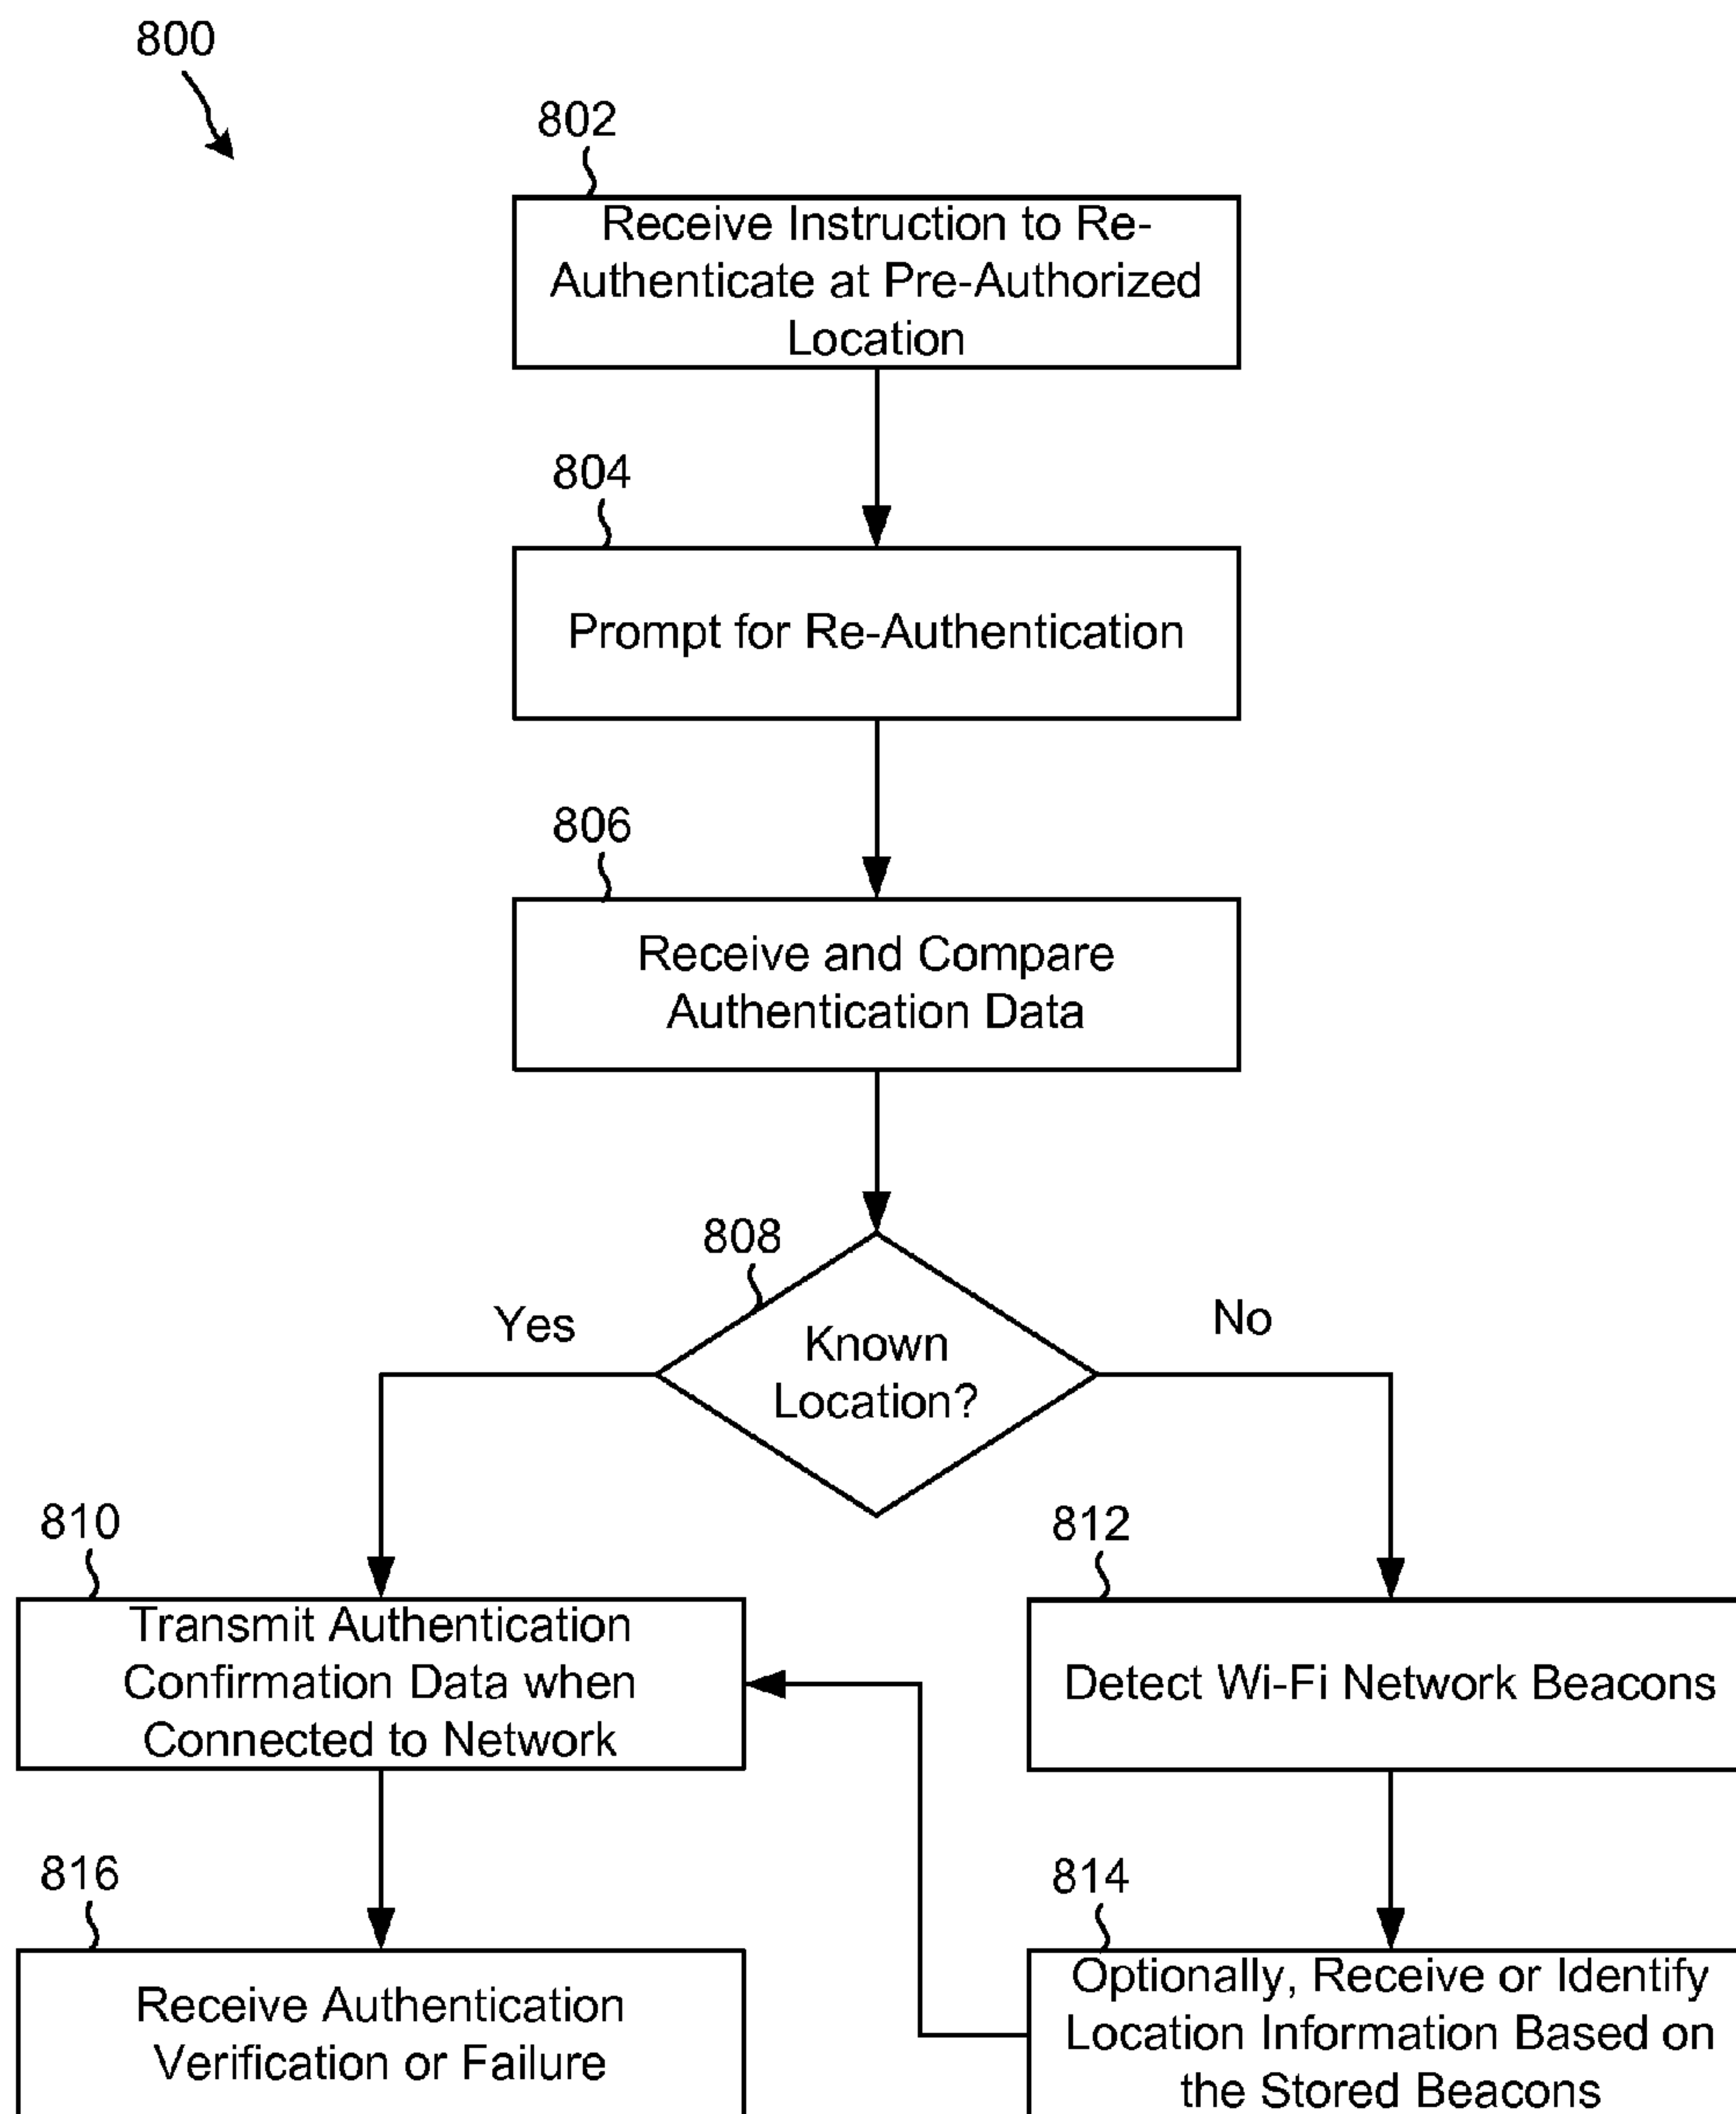 800
802
Receive Instruction to Re-
Authenticate at Pre-Authorized
Location
804
Prompt for Re-Authentication
806
Receive and Compare
Authentication Data
808
Known
Location?
Yes
No
810
Transmit Authentication
Confirmation Data when
Connected to Network
812
Detect Wi-Fi Network Beacons
816
Receive Authentication
Verification or Failure
814
Optionally, Receive or Identify
Location Information Based on
the Stored Beacons